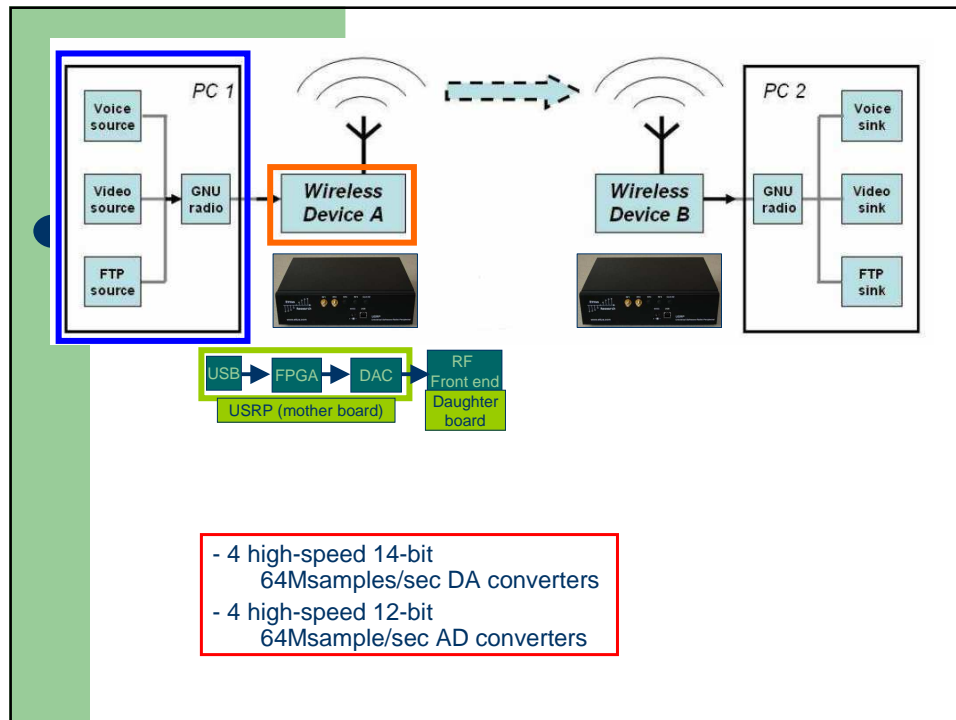 PC 1
Voice
source
Video
source
FTP
source
GNU
radio
Wireless
Device A
Wireless
Device B
PC 2
GNU
radio
Voice
sink
Video
sink
FTP
sink
USB
FPGA
DAC
RF
Front end
USRP (mother board)
Daughter
board
- 4 high-speed 14-bit
64Msamples/sec DA converters
- 4 high-speed 12-bit
64Msample/sec AD converters